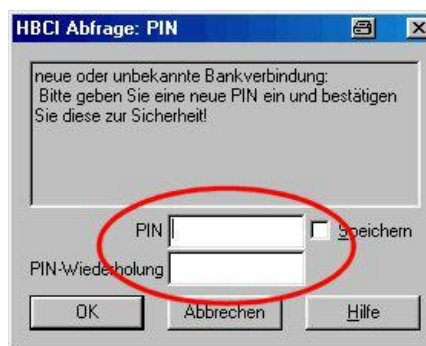 HBCI Abfrage: PIN
neue oder unbekannte Bankverbindung:
Bitte geben Sie eine neue PIN ein und bestätigen
Sie diese zur Sicherheit!
PIN
Speichern
PIN-Wiederholung
OK Abbrechen Hilfe